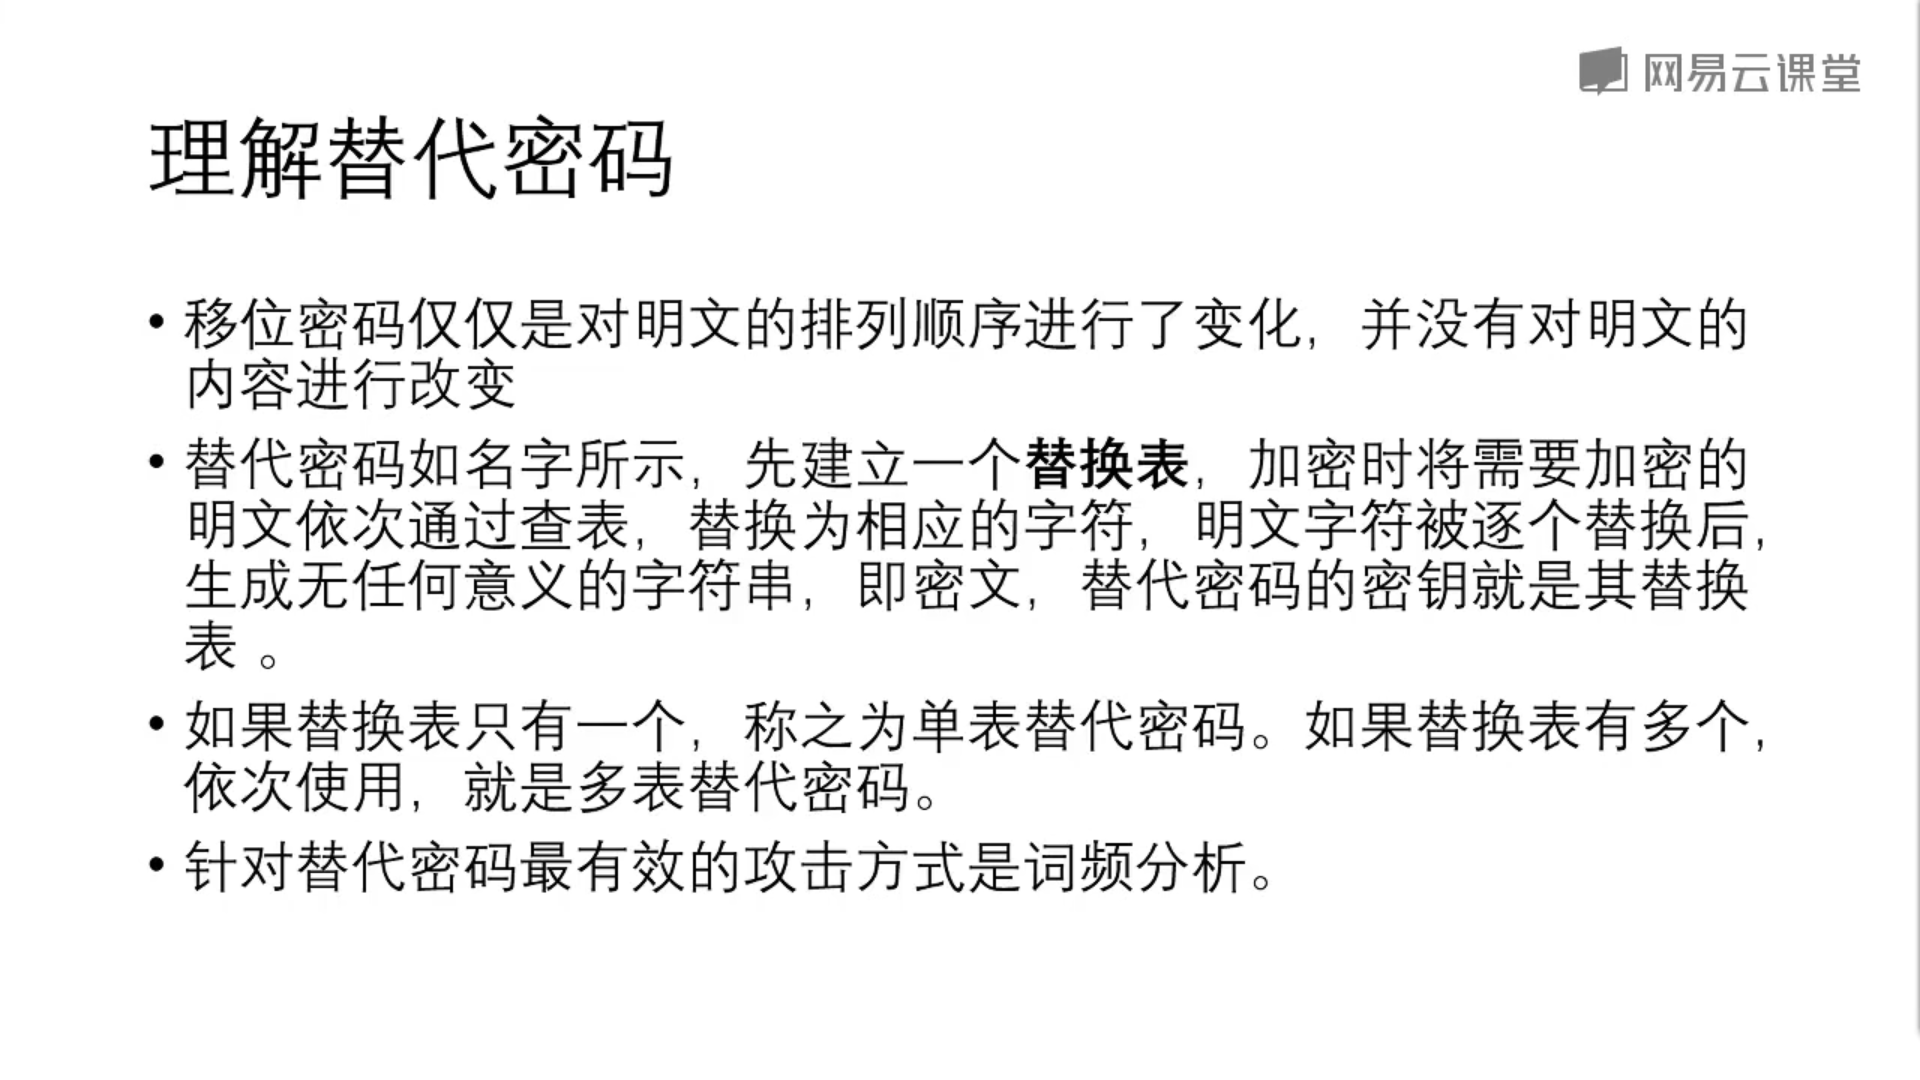 网易云课堂
理解替代密码
• 移位密码仅仅是对明文的排列顺序进行了变化，并没有对明文的
内容进行改变
• 替代密码如名字所示，先建立一个替换表，加密时将需要加密的
明文依次通过查表，替换为相应的字符，明文字符被逐个替换后，
生成无任何意义的字符串，即密文，替代密码的密钥就是其替换
表 。
• 如果替换表只有一个，称之为单表替代密码。如果替换表有多个，
依次使用，就是多表替代密码。
• 针对替代密码最有效的攻击方式是词频分析。